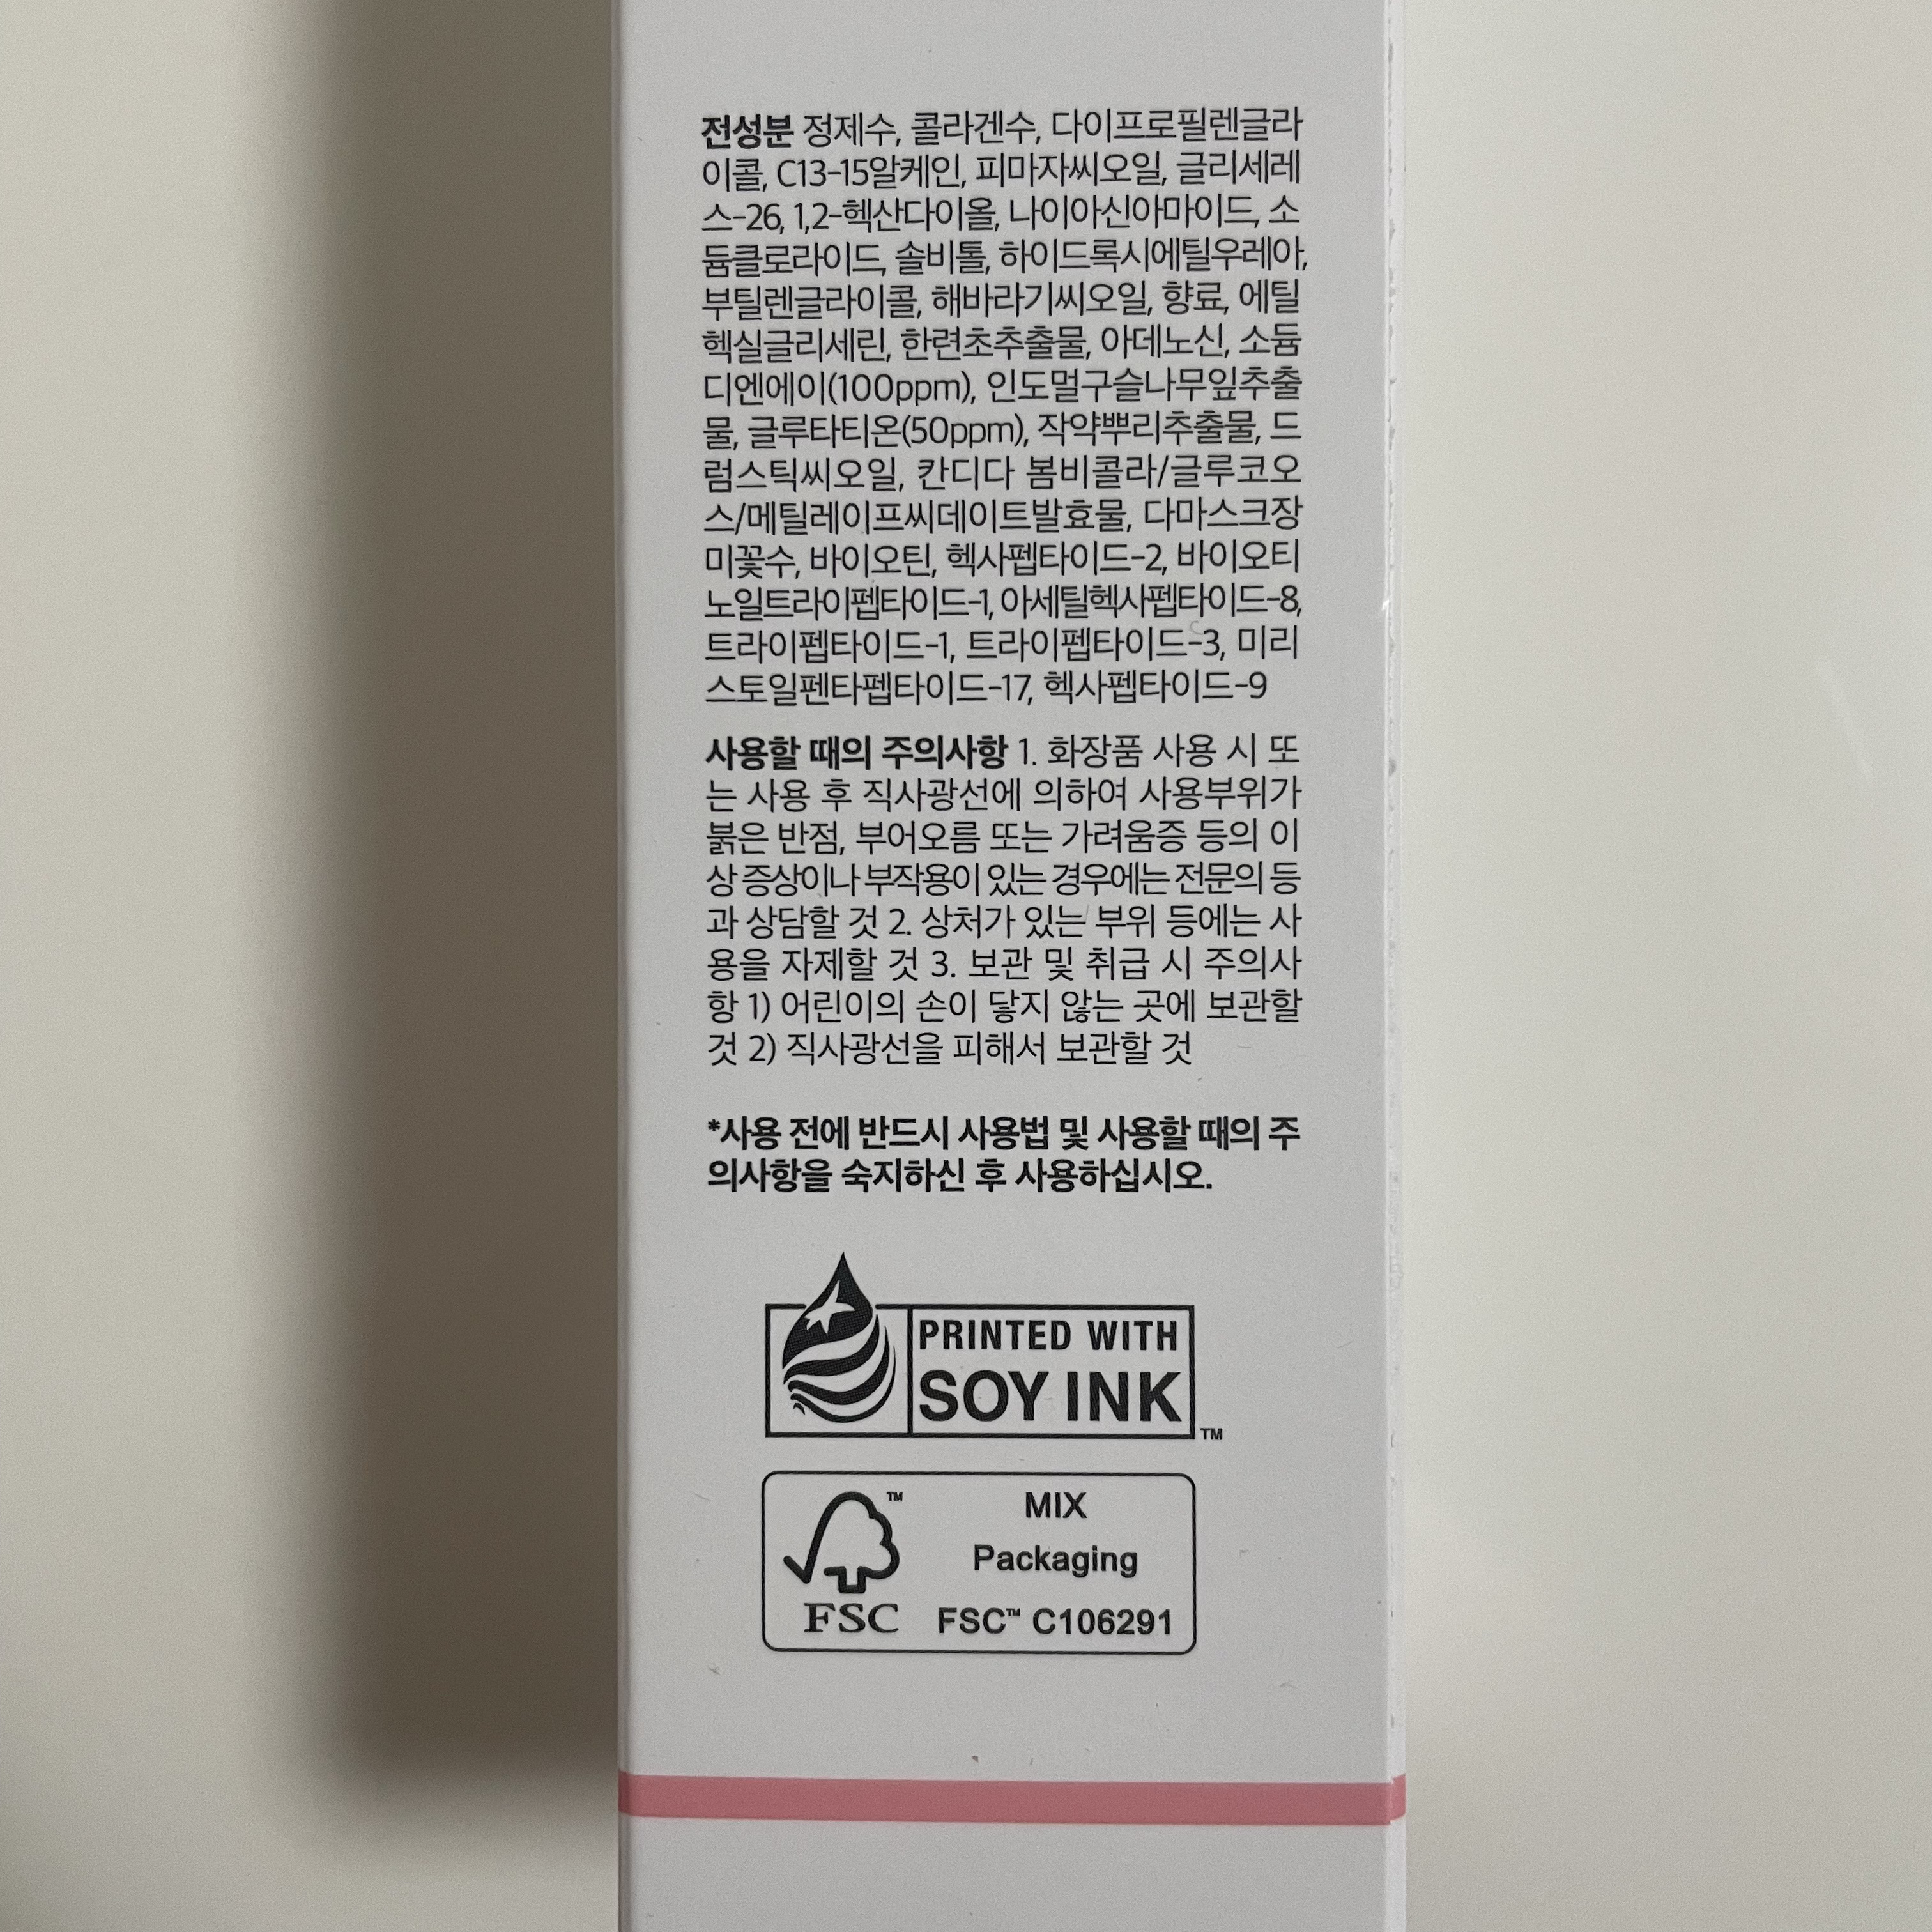 전성분 정제수, 콜라겐수, 다이프로필렌글라
이콜, C13-15알케인, 피마자씨오일, 글리세레
스-26, 1,2-헥산다이올, 나이아신아마이드, 소
듐클로라이드, 솔비톨, 하이드록시에틸우레아,
부틸렌글라이콜, 해바라기씨오일, 향료, 에틸
헥실글리세린, 한련초추출물, 아데노신, 소듐
디엔에이(100ppm), 인도멀구슬나무잎추출
물, 글루타티온(50ppm), 작약뿌리추출물, 드
럼스틱씨오일, 칸디다 봄비콜라/글루코오
스/메틸레이프씨데이트발효물, 다마스크장
미꽃수, 바이오틴, 헥사펩타이드-2, 바이오티
노일트라이펩타이드-1, 아세틸헥사펩타이드-8,
트라이펩타이드-1, 트라이펩타이드-3, 미리
스토일펜타펩타이드-17, 헥사펩타이드-9
사용할 때의 주의사항 1. 화장품 사용 시 또
는 사용 후 직사광선에 의하여 사용부위가
붉은 반점, 부어오름 또는 가려움증 등의 이
상 증상이나 부작용이 있는 경우에는 전문의 등
과 상담할 것 2. 상처가 있는 부위 등에는 사
용을 자제할 것 3. 보관 및 취급 시 주의사
항 1) 어린이의 손이 닿지 않는 곳에 보관할
것 2) 직사광선을 피해서 보관할 것
*사용 전에 반드시 사용법 및 사용할 때의 주
의사항을 숙지하신 후 사용하십시오.
PRINTED WITH
SOY INK™
™
MIX
Packaging
FSC
FSC™ C106291